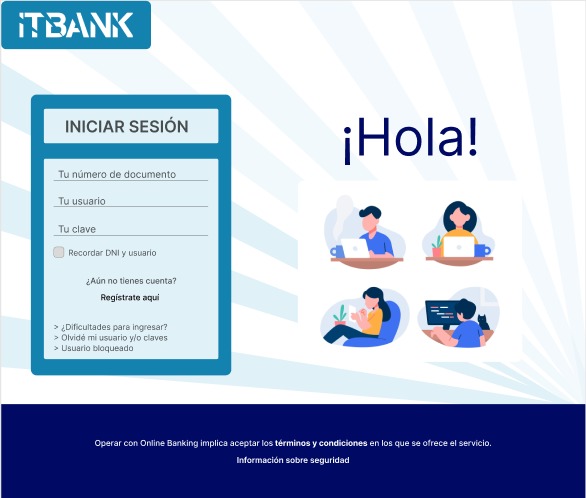 iTBANK
INICIAR SESIÓN
Tu número de documento
Tu usuario
Tu clave
Recordar DNI y usuario
¿Aún no tienes cuenta?
Regístrate aquí
> ¿Dificultades para ingresar?
> Olvidé mi usuario y/o claves
> Usuario bloqueado
¡Hola!
Operar con Online Banking implica aceptar los términos y condiciones en los que se ofrece el servicio.
Información sobre seguridad